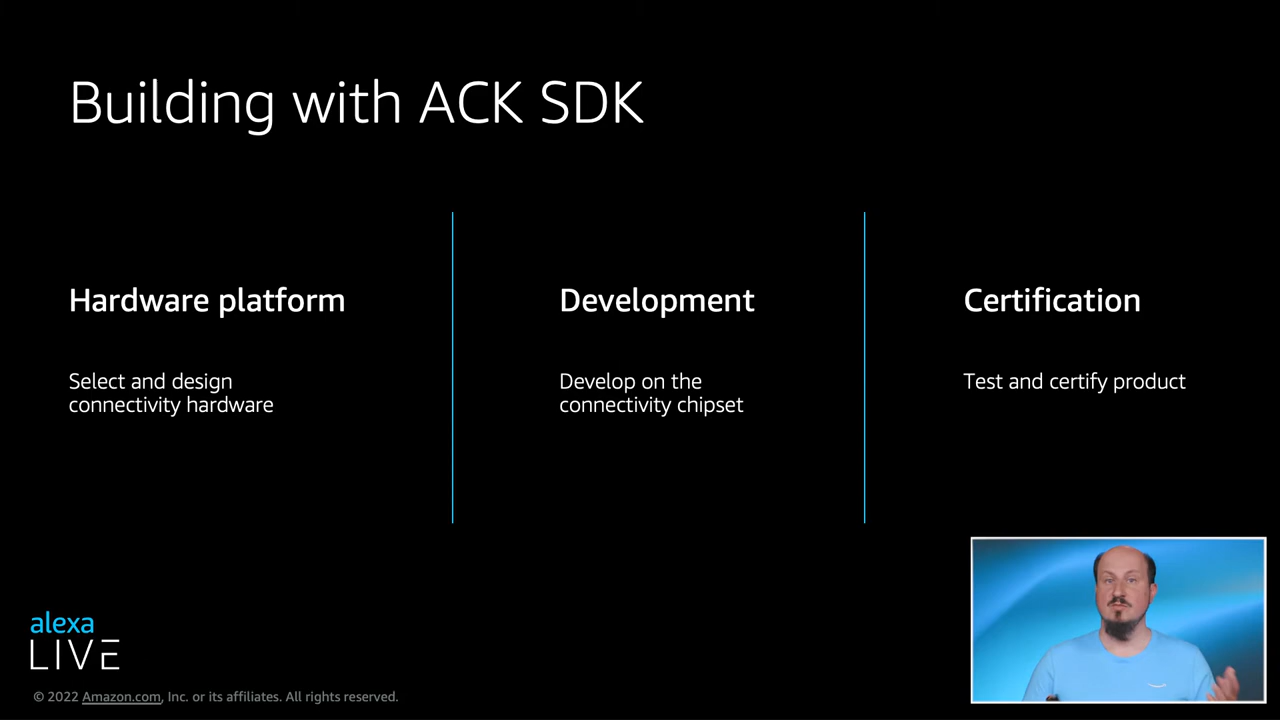 Building with ACK SDK
Hardware platform
Select and design
connectivity hardware
Development
Develop on the
connectivity chipset
Certification
Test and certify product
alexa
LIVE
© 2022 Amazon.com, Inc. or its affiliates. All rights reserved.